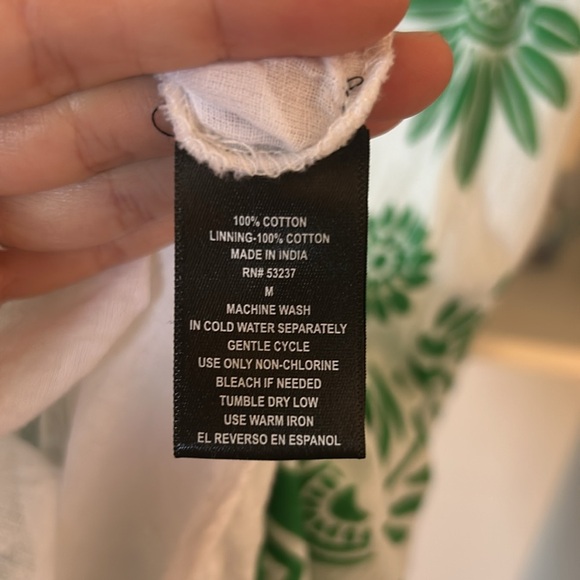 100% COTTON
LINNING-100% COTTON
MADE IN INDIA
RN# 53237
M
MACHINE WASH
IN COLD WATER SEPARATELY
GENTLE CYCLE
USE ONLY NON-CHLORINE
BLEACH IF NEEDED
TUMBLE DRY LOW
USE WARM IRON
EL REVERSO EN ESPANOL